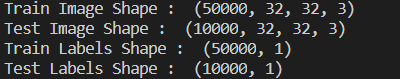 Train Image Shape :  (50000, 32, 32, 3)
Test Image Shape :  (10000, 32, 32, 3)
Train Labels Shape :  (50000, 1)
Test Labels Shape :  (10000, 1)